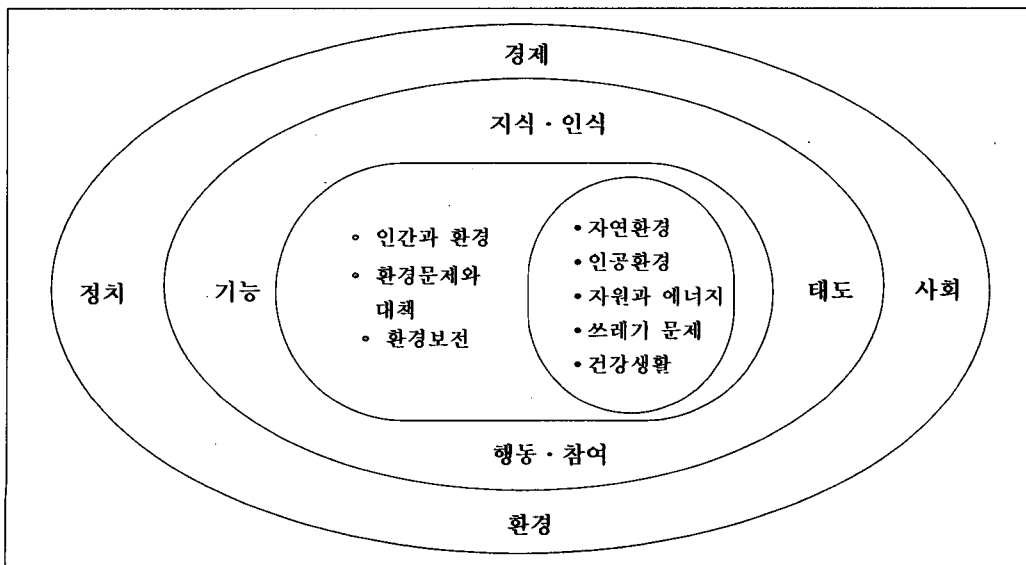 경제
지식 · 인식
정치
기능
◦ 인간과 환경
◦ 환경문제와
대책
◦ 환경보전
• 자연환경
• 인공환경
• 자원과 에너지
• 쓰레기 문제
• 건강생활
태도
사회
행동 · 참여
환경